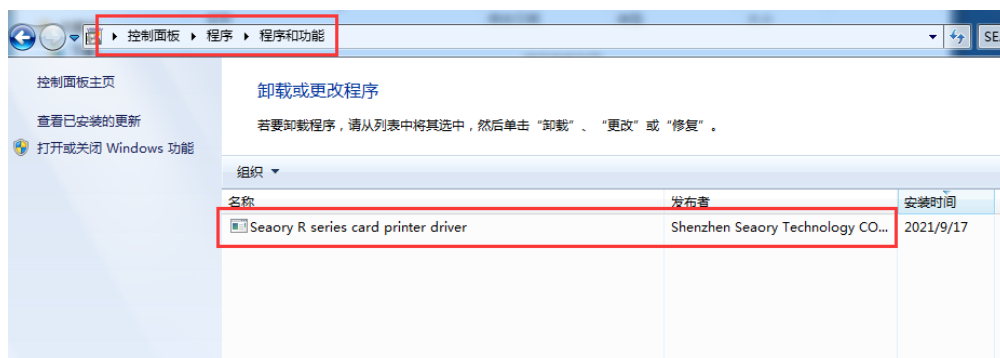 控制面板 ▸ 程序 ▸ 程序和功能
SE
控制面板主页
卸载或更改程序
查看已安装的更新
若要卸载程序，请从列表中将其选中，然后单击“卸载”、“更改”或“修复”。
打开或关闭 Windows 功能
组织
名称 发布者 安装时间
Seaory R series card printer driver Shenzhen Seaory Technology CO... 2021/9/17